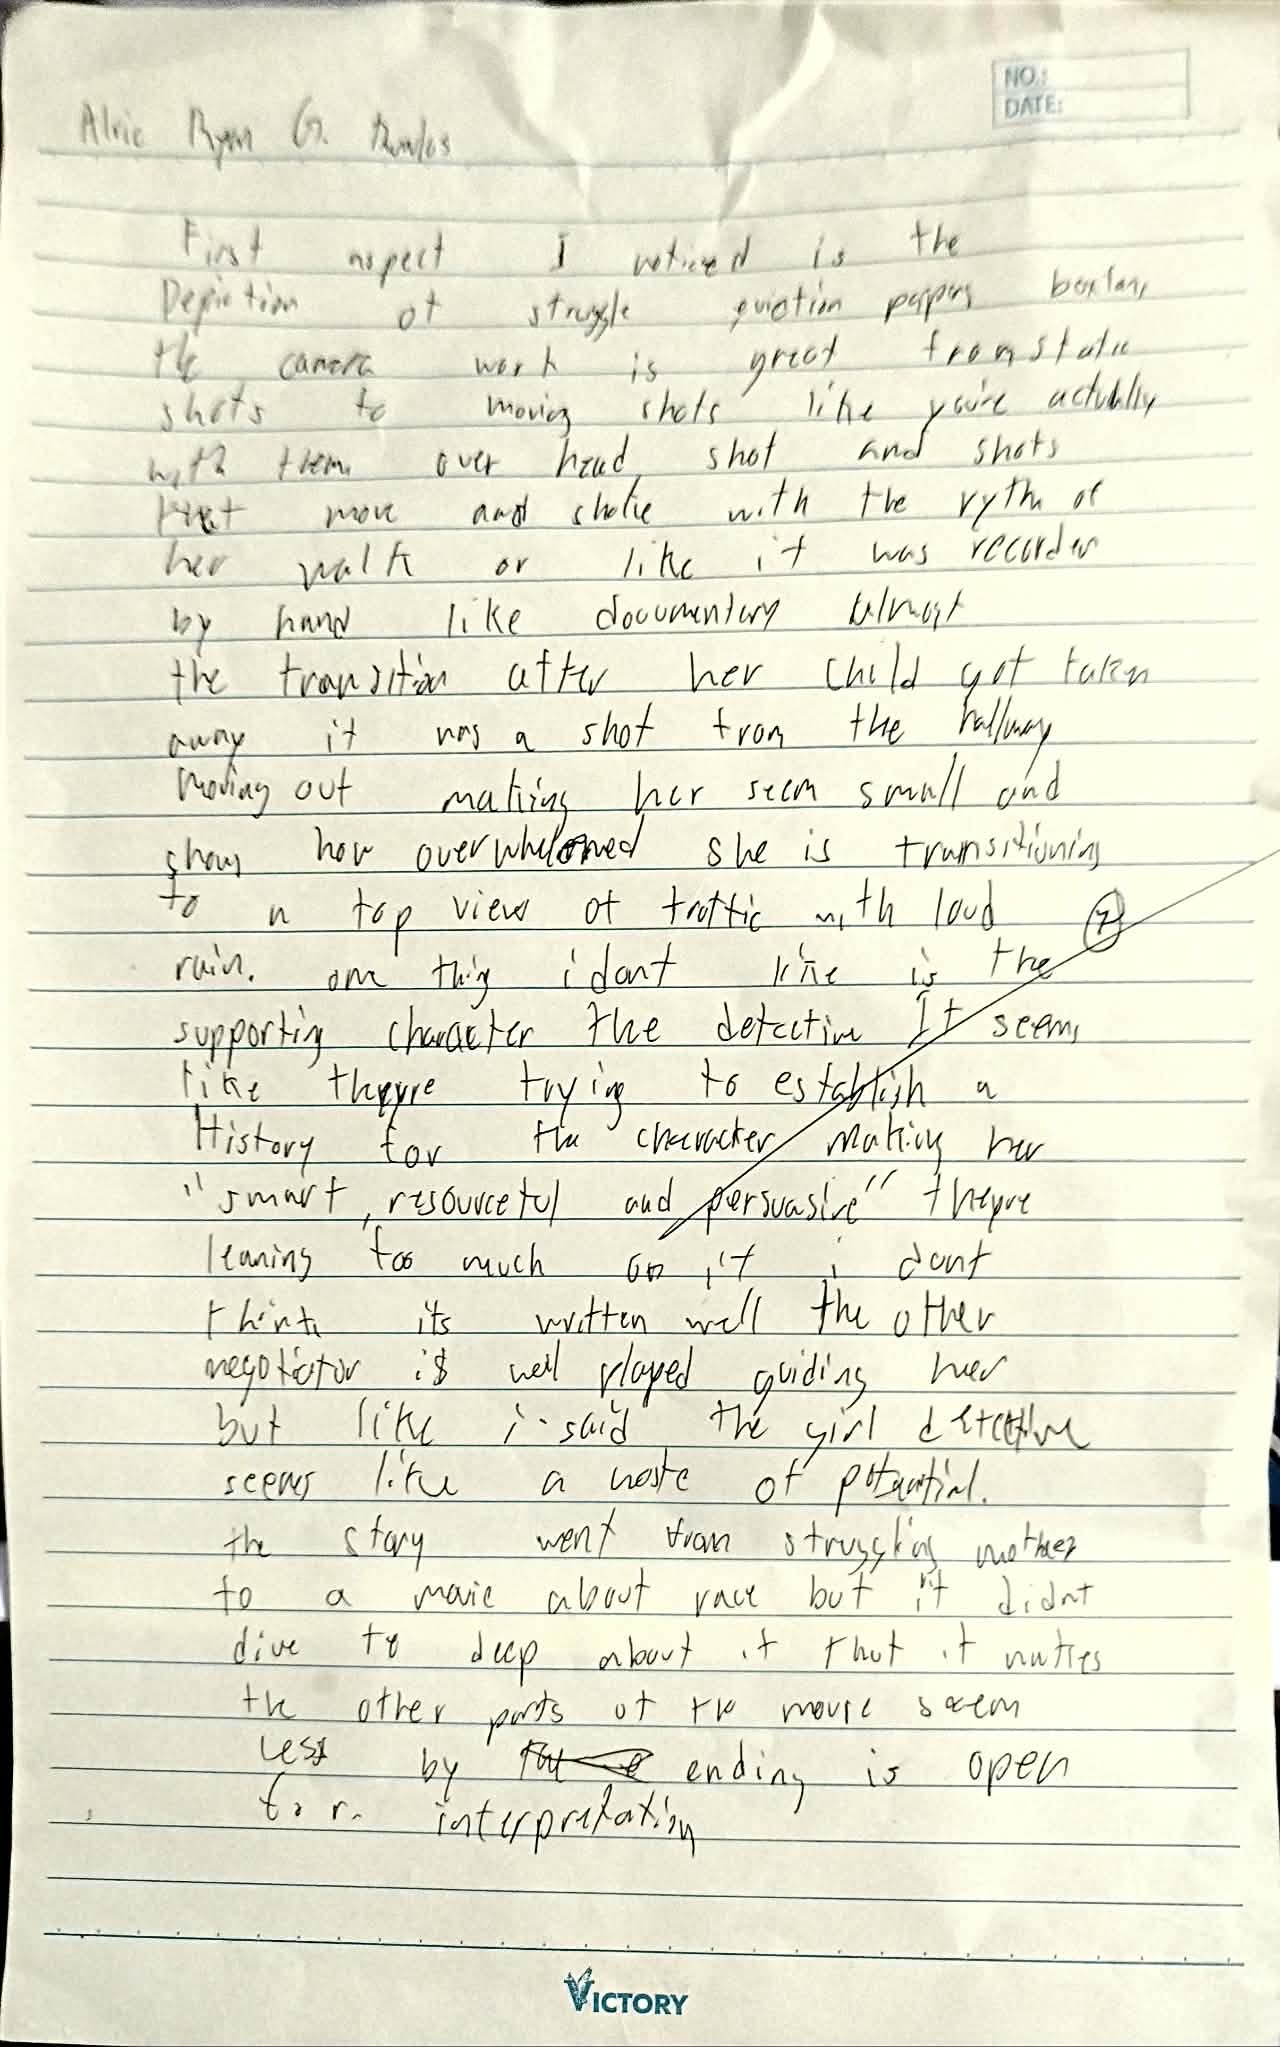 NO.:
DATE:
Alric Ryan G.
First aspect I noticed is the
Depiction of struggle eviction papers
the camera work is great from static
shots to moving shots like you're actually
with them over head shot and shots
that move and shake with the rythm of
her walk or like it was recorded
by hand like documentary almost
the transition after her child got taken
away it was a shot from the hallway
moving out making her seem small and
shows how overwhelmed she is transitioning
to a top view of traffic with loud
7
rain. one thing i dont like is the
supporting character the detective It seems
like theyre trying to establish a
History for the character making her
"smart, resourceful and persuasive" theyre
leaning too much on it i dont
think its written well the other
negotiator is well played guiding her
but like i said the girl detective
seems like a waste of potential.
the story went from struggling mother
to a movie about race but it didnt
dive to deep about it that it makes
the other parts of the movie seem
less by ending is open
for interpretation
VICTORY